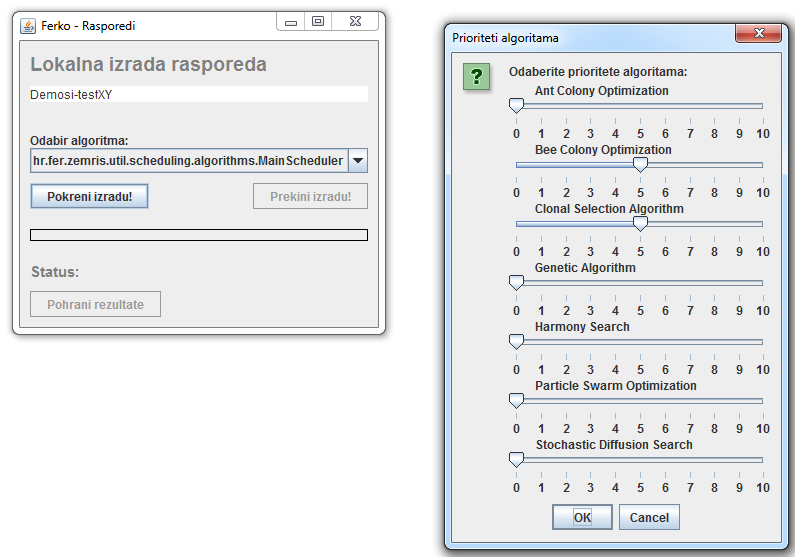 Ferko - Rasporedi
Lokalna izrada rasporeda
Demosi-testXY
Odabir algoritma:
hr.fer.zemris.util.scheduling.algorithms.MainScheduler
Pokreni izradu!
Prekini izradu!
Status:
Pohrani rezultate
Prioriteti algoritama
?
Odaberite prioritete algoritama:
Ant Colony Optimization
0 1 2 3 4 5 6 7 8 9 10
Bee Colony Optimization
0 1 2 3 4 5 6 7 8 9 10
Clonal Selection Algorithm
0 1 2 3 4 5 6 7 8 9 10
Genetic Algorithm
0 1 2 3 4 5 6 7 8 9 10
Harmony Search
0 1 2 3 4 5 6 7 8 9 10
Particle Swarm Optimization
0 1 2 3 4 5 6 7 8 9 10
Stochastic Diffusion Search
0 1 2 3 4 5 6 7 8 9 10
OK
Cancel